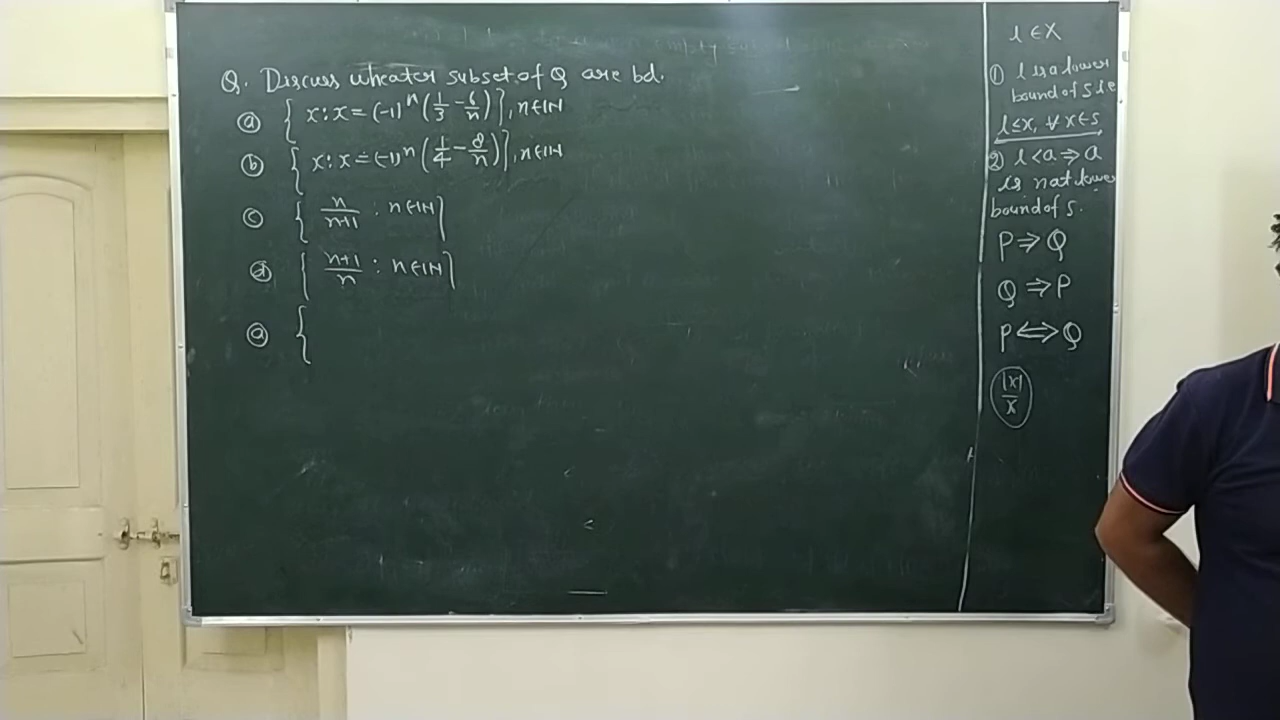 Q. Discuss wheater subset of Q are bd.
(a) { x : x = (-1)^n (1/3 - 6/n) }, n ∈ IN
(b) { x : x = (-1)^n (1/4 - 8/n) }, n ∈ IN
(c) { n/n+1 : n ∈ IN }
(d) { n+1/n : n ∈ IN }
(a) {
l ∈ X
(1) l is a lower
bound of S i.e
l ≤ x, ∀ x ∈ S
(2) l < a ⇒ a
is not lower
bound of S.
P ⇒ Q
Q ⇒ P
P ⇔ Q
|x|/x